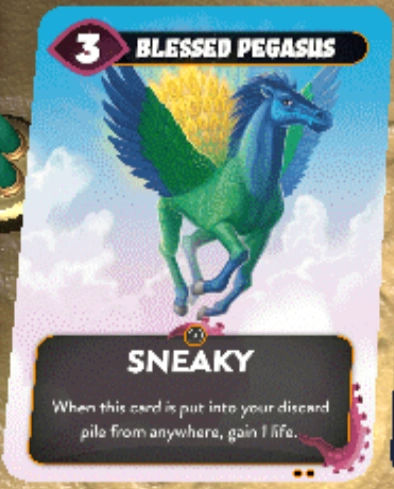 3 BLESSED PEGASUS
SNEAKY
When this card is put into your discard
pile from anywhere, gain 1 life.